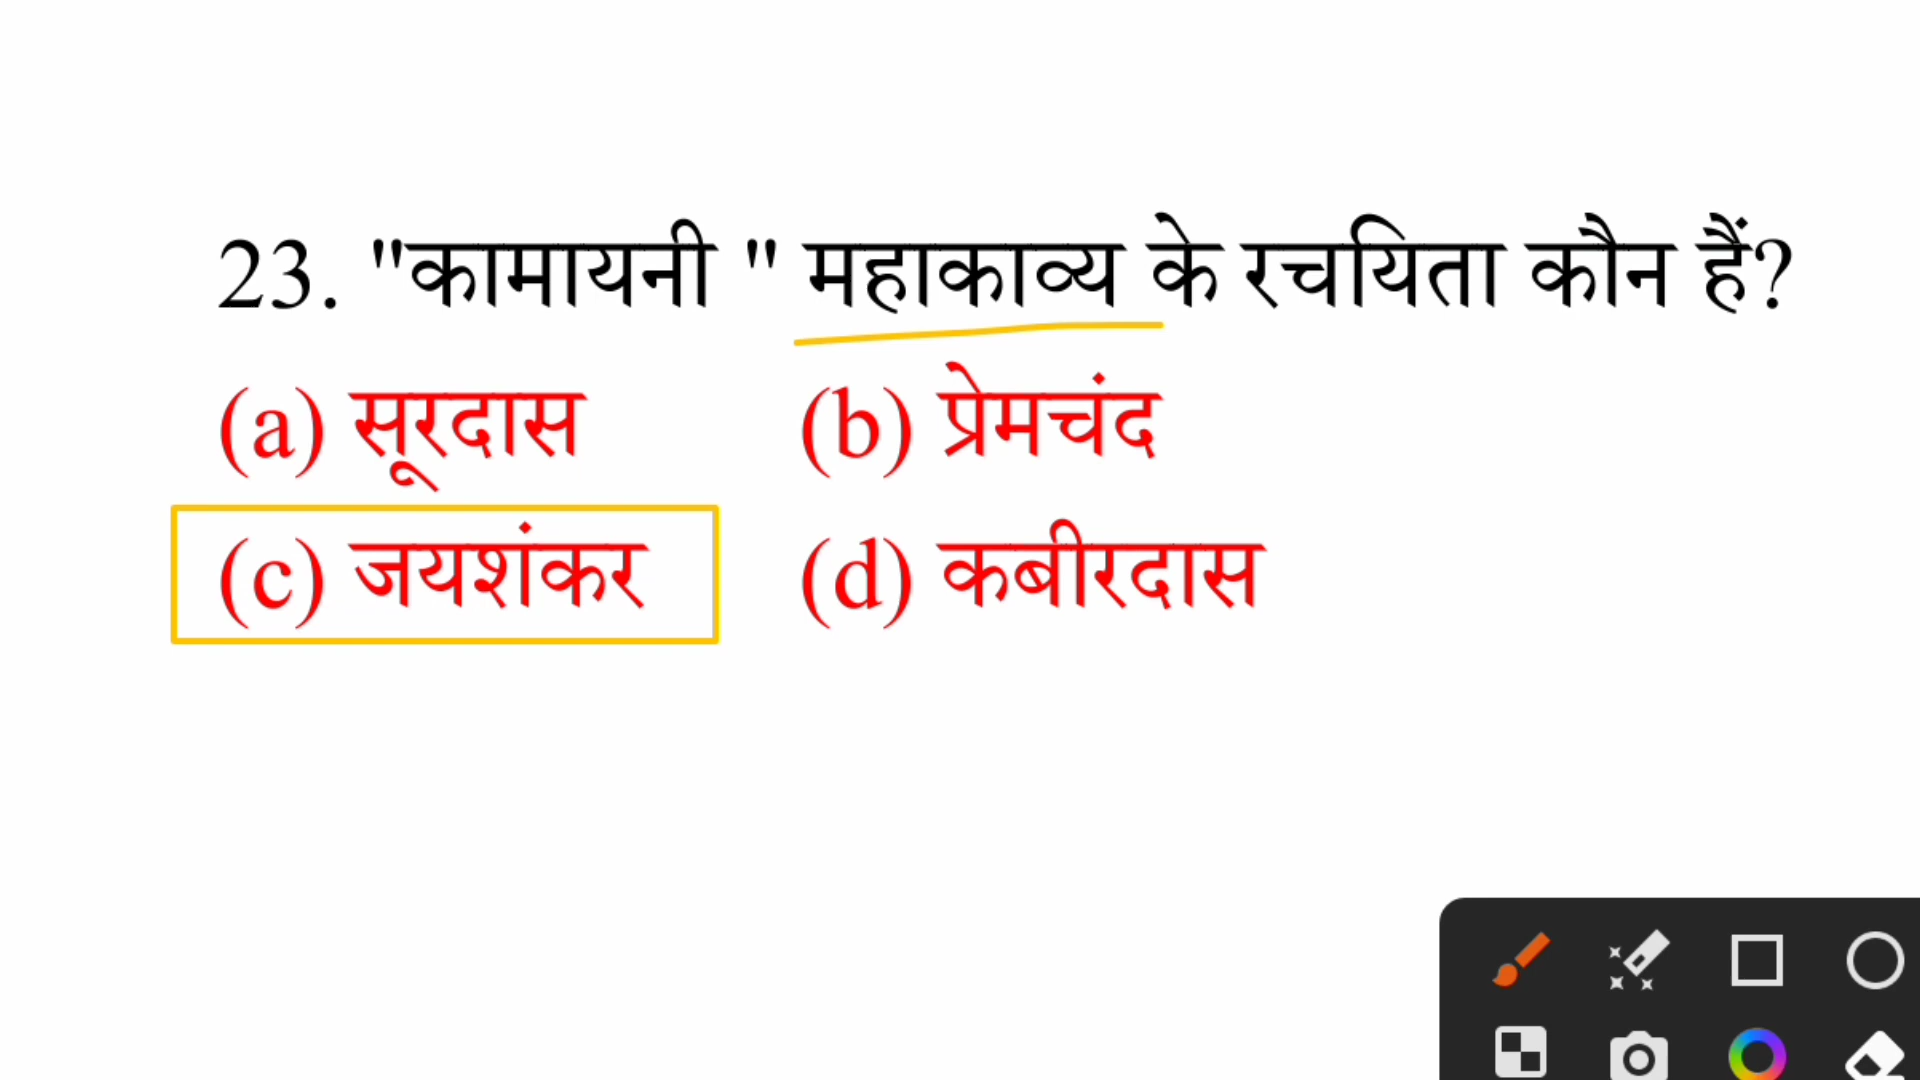 23. "कामायनी " महाकाव्य के रचयिता कौन हैं?
(a) सूरदास (b) प्रेमचंद
(c) जयशंकर (d) कबीरदास